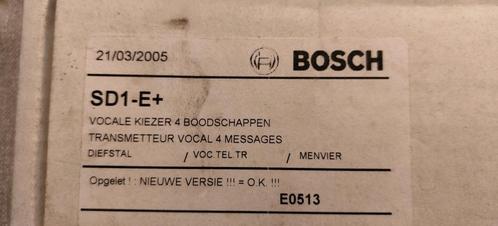 21/03/2005 BOSCH
SD1-E+
VOCALE KIEZER 4 BOODSCHAPPEN
TRANSMETTEUR VOCAL 4 MESSAGES
DIEFSTAL / VOC TEL TR / MENVIER
Opgelet ! : NIEUWE VERSIE !!! = O.K. !!!
E0513